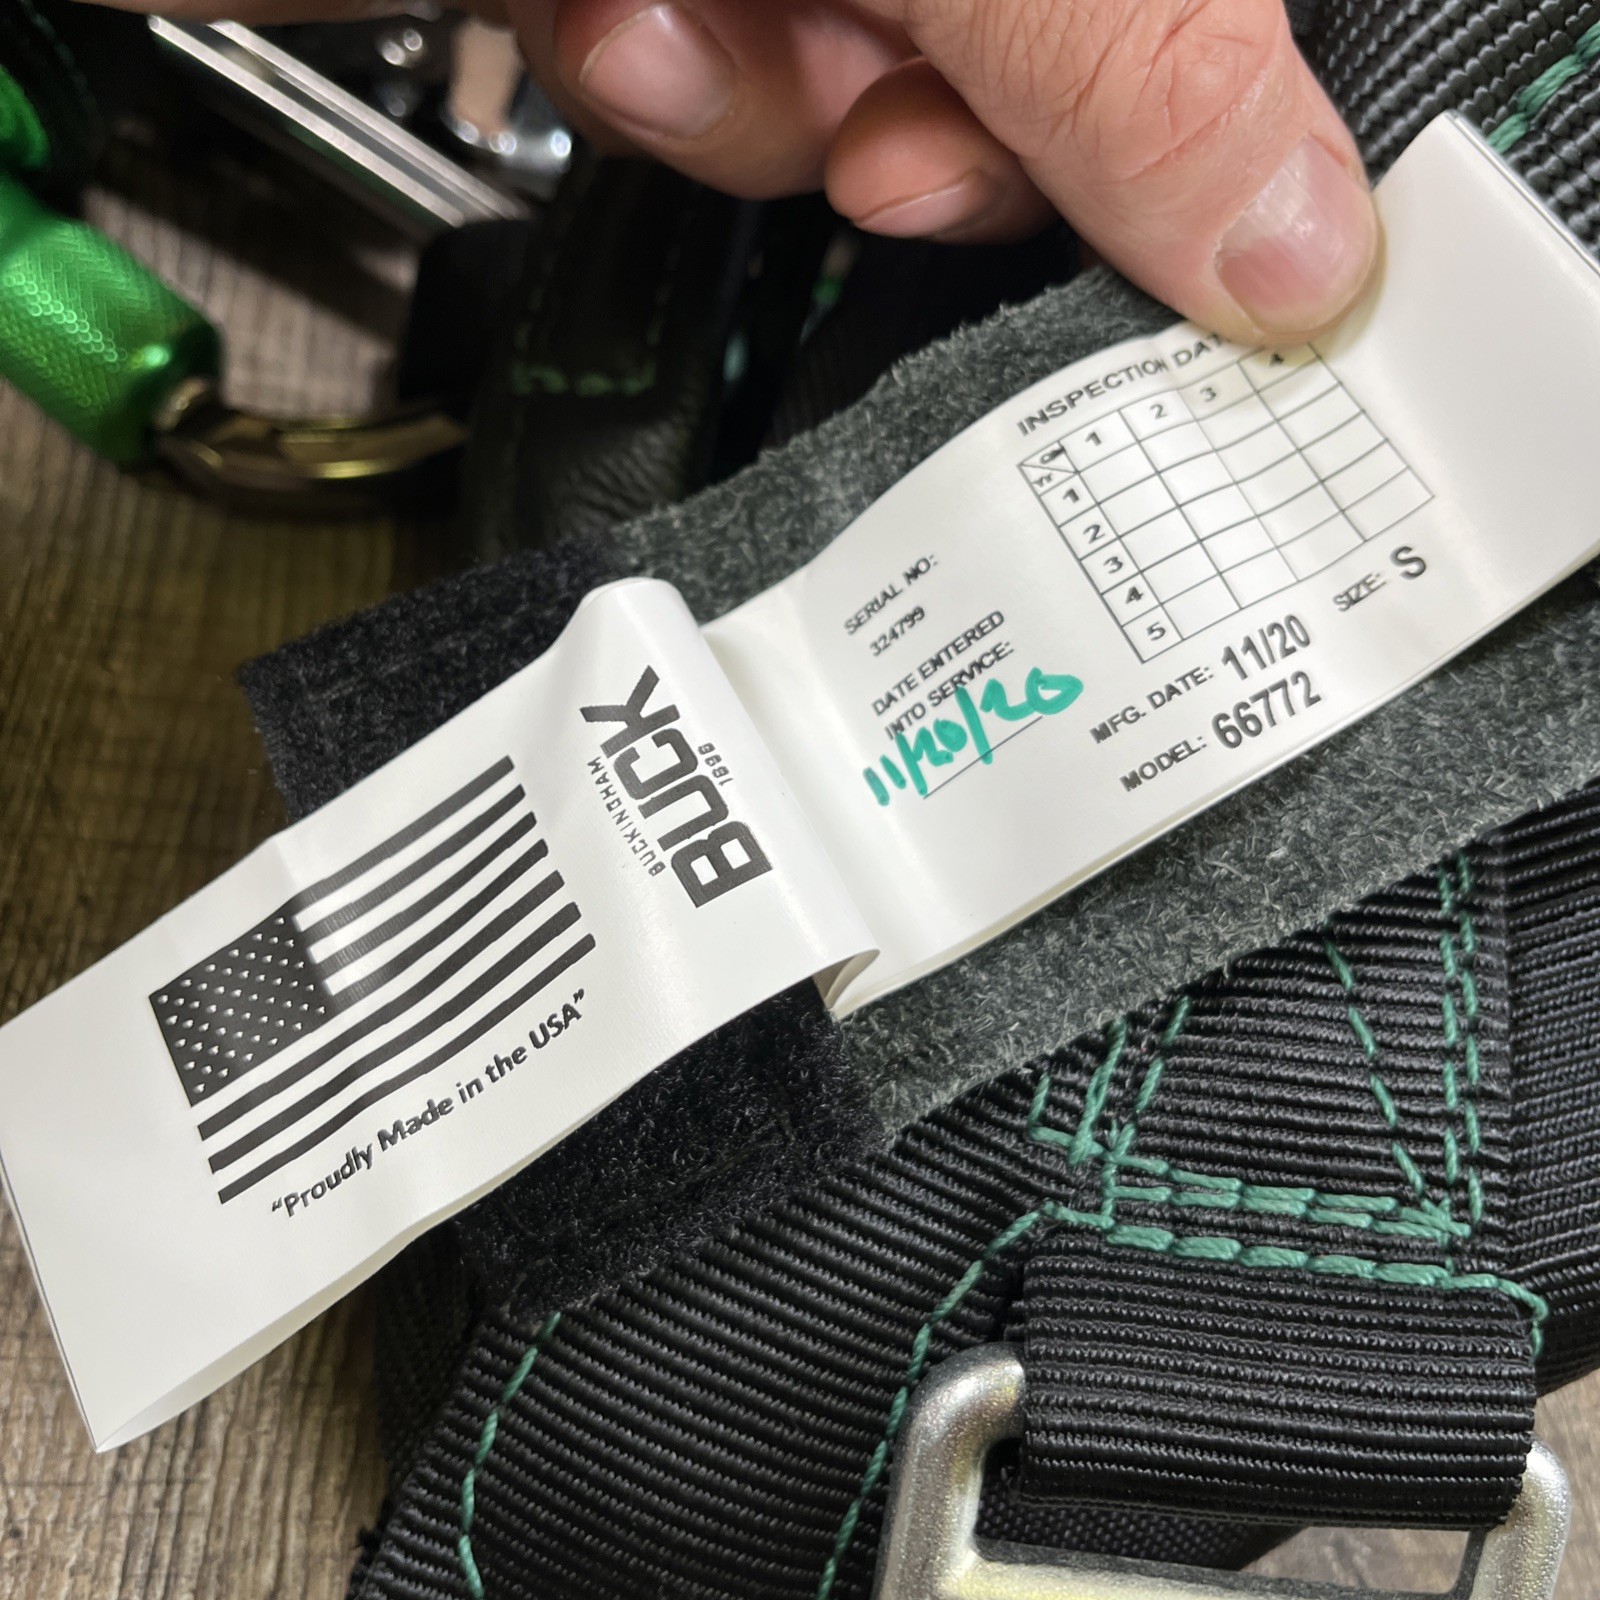 BUCKINGHAM
BUCK
1896
"Proudly Made in the USA"
SERIAL NO:
324799
DATE ENTERED
INTO SERVICE:
11/20/20
INSPECTION
1 2 3 4
Yr
1
2
3
4
5
MFG. DATE: 11/20
SIZE: S
MODEL: 66772